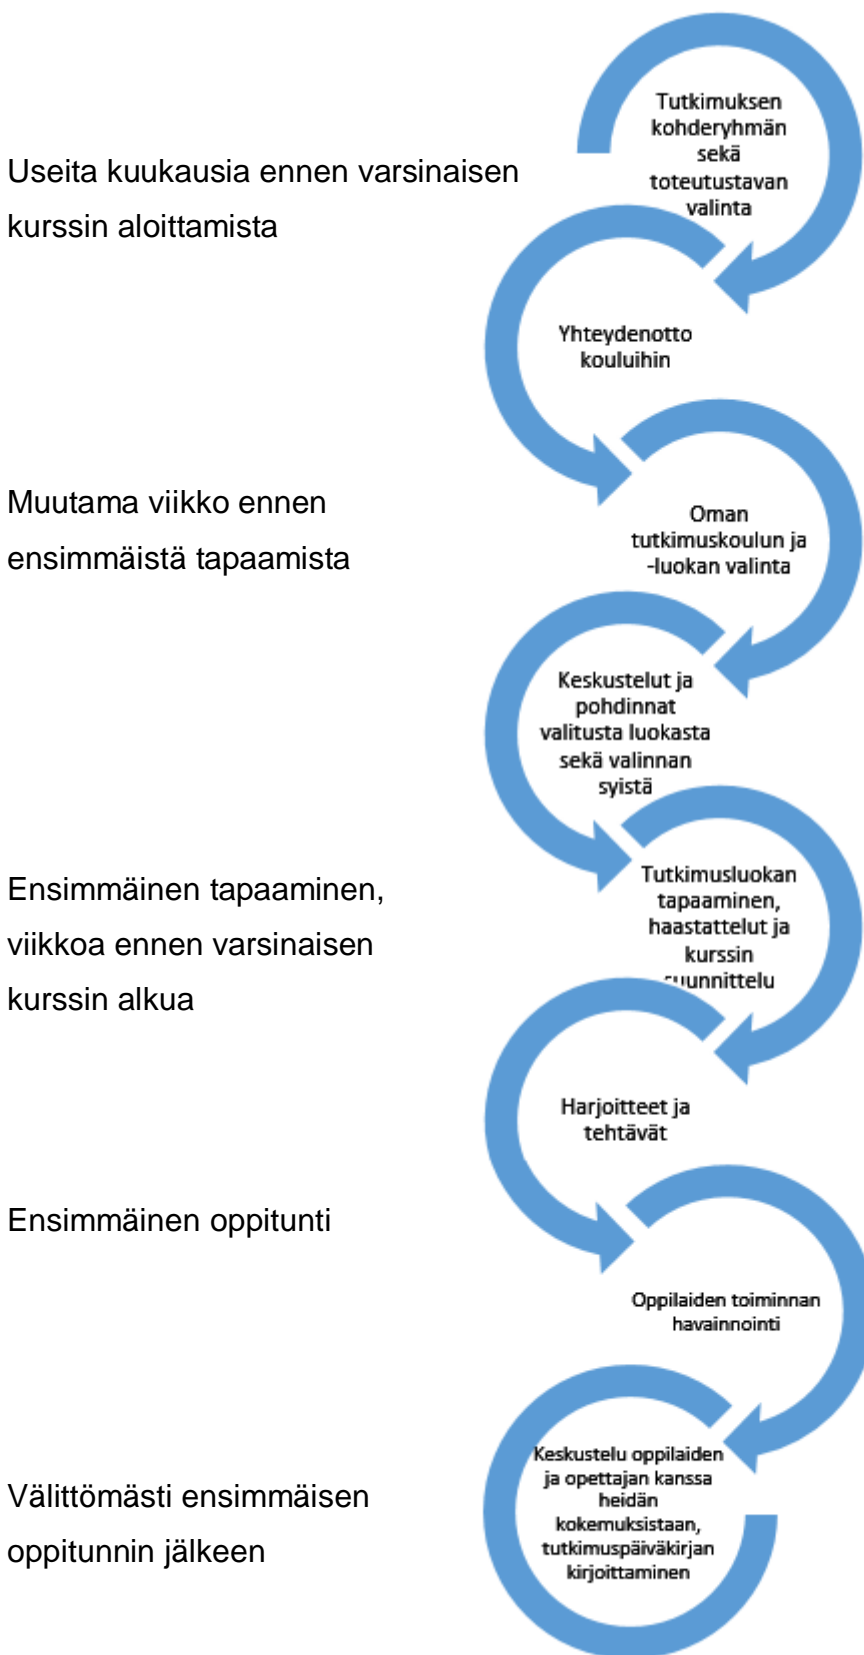 Tutkimuksen
kohderyhmän
sekä
toteutustavan
valinta
Useita kuukausia ennen varsinaisen
kurssin aloittamista
Yhteydenotto
kouluihin
Muutama viikko ennen
ensimmäistä tapaamista
Oman
tutkimuskoulun ja
-luokan valinta
Keskustelut ja
pohdinnat
valitusta luokasta
sekä valinnan
syistä
Ensimmäinen tapaaminen,
viikkoa ennen varsinaisen
kurssin alkua
Tutkimusluokan
tapaaminen,
haastattelut ja
kurssin
suunnittelu
Harjoitteet ja
tehtävät
Ensimmäinen oppitunti
Oppilaiden toiminnan
havainnointi
Välittömästi ensimmäisen
oppitunnin jälkeen
Keskustelu oppilaiden
ja opettajan kanssa
heidän
kokemuksistaan,
tutkimuspäiväkirjan
kirjoittaminen